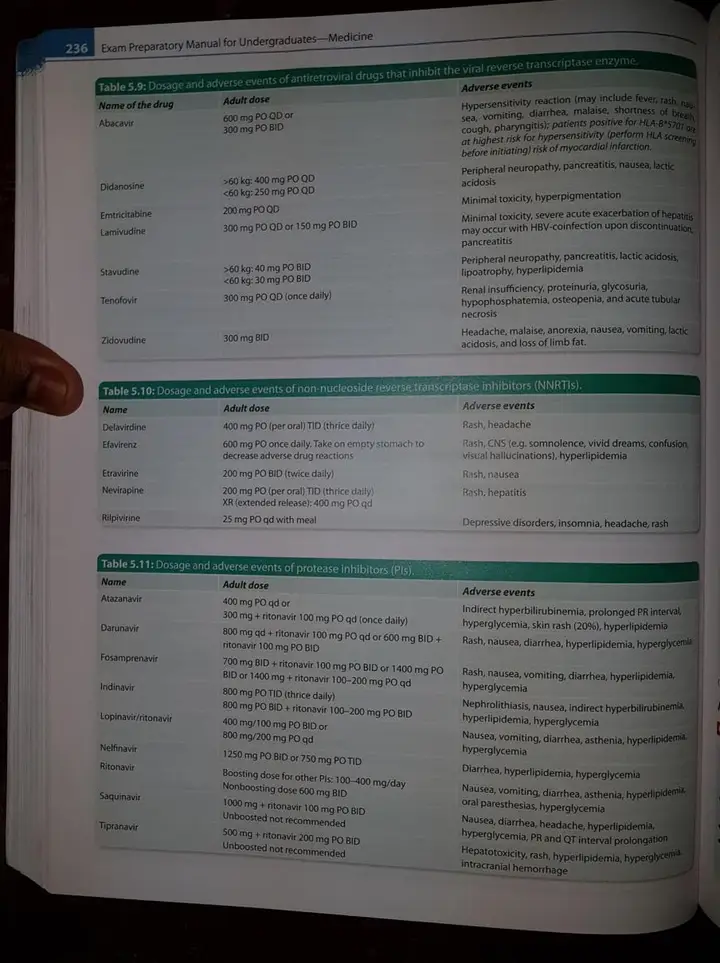 236 Exam Preparatory Manual for Undergraduates—Medicine
Table 5.9: Dosage and adverse events of antiretroviral drugs that inhibit the viral reverse transcriptase enzyme.
Name of the drug Adult dose Adverse events
Abacavir 600 mg PO QD or
300 mg PO BID
Hypersensitivity reaction (may include fever, rash, nau-
sea, vomiting, diarrhea, malaise, shortness of breath,
cough, pharyngitis); patients positive for HLA-B*5701 are
at highest risk for hypersensitivity (perform HLA screening
before initiating) risk of myocardial infarction.
Didanosine >60 kg: 400 mg PO QD
<60 kg: 250 mg PO QD
Peripheral neuropathy, pancreatitis, nausea, lactic
acidosis
Emtricitabine 200 mg PO QD Minimal toxicity, hyperpigmentation
Lamivudine 300 mg PO QD or 150 mg PO BID Minimal toxicity, severe acute exacerbation of hepatitis
may occur with HBV-coinfection upon discontinuation,
pancreatitis
Stavudine >60 kg: 40 mg PO BID
<60 kg: 30 mg PO BID
Peripheral neuropathy, pancreatitis, lactic acidosis,
lipoatrophy, hyperlipidemia
Tenofovir 300 mg PO QD (once daily) Renal insufficiency, proteinuria, glycosuria,
hypophosphatemia, osteopenia, and acute tubular
necrosis
Zidovudine 300 mg BID Headache, malaise, anorexia, nausea, vomiting, lactic
acidosis, and loss of limb fat.
Table 5.10: Dosage and adverse events of non-nucleoside reverse transcriptase inhibitors (NNRTIs).
Name Adult dose Adverse events
Delavirdine 400 mg PO (per oral) TID (thrice daily) Rash, headache
Efavirenz 600 mg PO once daily. Take on empty stomach to
decrease adverse drug reactions
Rash, CNS (e.g. somnolence, vivid dreams, confusion,
visual hallucinations), hyperlipidemia
Etravirine 200 mg PO BID (twice daily) Rash, nausea
Nevirapine 200 mg PO (per oral) TID (thrice daily)
XR (extended release): 400 mg PO qd
Rash, hepatitis
Rilpivirine 25 mg PO qd with meal Depressive disorders, insomnia, headache, rash
Table 5.11: Dosage and adverse events of protease inhibitors (PIs).
Name Adult dose Adverse events
Atazanavir 400 mg PO qd or
300 mg + ritonavir 100 mg PO qd (once daily)
Indirect hyperbilirubinemia, prolonged PR interval,
hyperglycemia, skin rash (20%), hyperlipidemia
Darunavir 800 mg qd + ritonavir 100 mg PO qd or 600 mg BID +
ritonavir 100 mg PO BID
Rash, nausea, diarrhea, hyperlipidemia, hyperglycemia
Fosamprenavir 700 mg BID + ritonavir 100 mg PO BID or 1400 mg PO
BID or 1400 mg + ritonavir 100–200 mg PO qd
Rash, nausea, vomiting, diarrhea, hyperlipidemia,
hyperglycemia
Indinavir 800 mg PO TID (thrice daily)
800 mg PO BID + ritonavir 100–200 mg PO BID
Nephrolithiasis, nausea, indirect hyperbilirubinemia,
hyperlipidemia, hyperglycemia
Lopinavir/ritonavir 400 mg/100 mg PO BID or
800 mg/200 mg PO qd
Nausea, vomiting, diarrhea, asthenia, hyperlipidemia,
hyperglycemia
Nelfinavir 1250 mg PO BID or 750 mg PO TID Diarrhea, hyperlipidemia, hyperglycemia
Ritonavir Boosting dose for other PIs: 100–400 mg/day
Nonboosting dose 600 mg BID
Nausea, vomiting, diarrhea, asthenia, hyperlipidemia,
oral paresthesias, hyperglycemia
Saquinavir 1000 mg + ritonavir 100 mg PO BID
Unboosted not recommended
Nausea, diarrhea, headache, hyperlipidemia,
hyperglycemia, PR and QT interval prolongation
Tipranavir 500 mg + ritonavir 200 mg PO BID
Unboosted not recommended
Hepatotoxicity, rash, hyperlipidemia, hyperglycemia,
intracranial hemorrhage